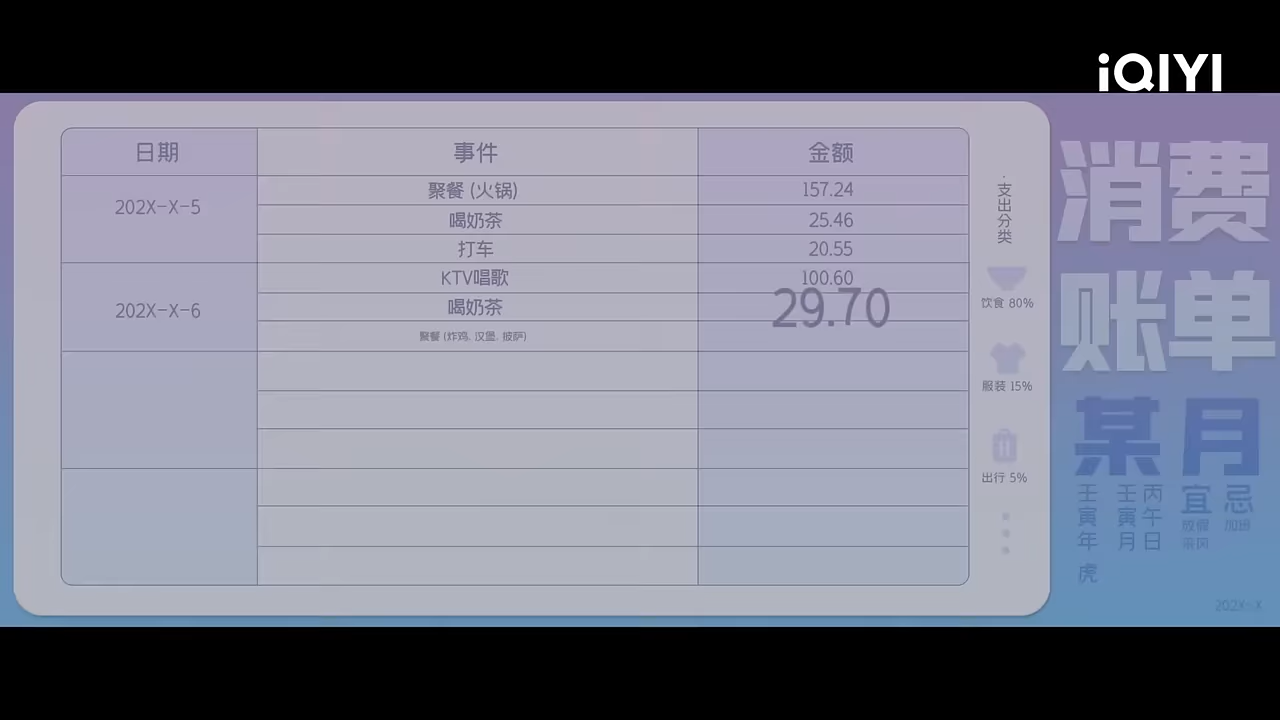 iQIYI
日期 事件 金额
202X-X-5
聚餐 (火锅) 157.24
喝奶茶 25.46
打车 20.55
202X-X-6
KTV唱歌 100.60
喝奶茶 29.70
聚餐 (炸鸡. 汉堡. 披萨)
·支出分类
饮食 80%
服装 15%
出行 5%
消费
账单
某月
壬寅年 虎
壬寅月
丙午日
宜
放假
忌
加班
202X-X